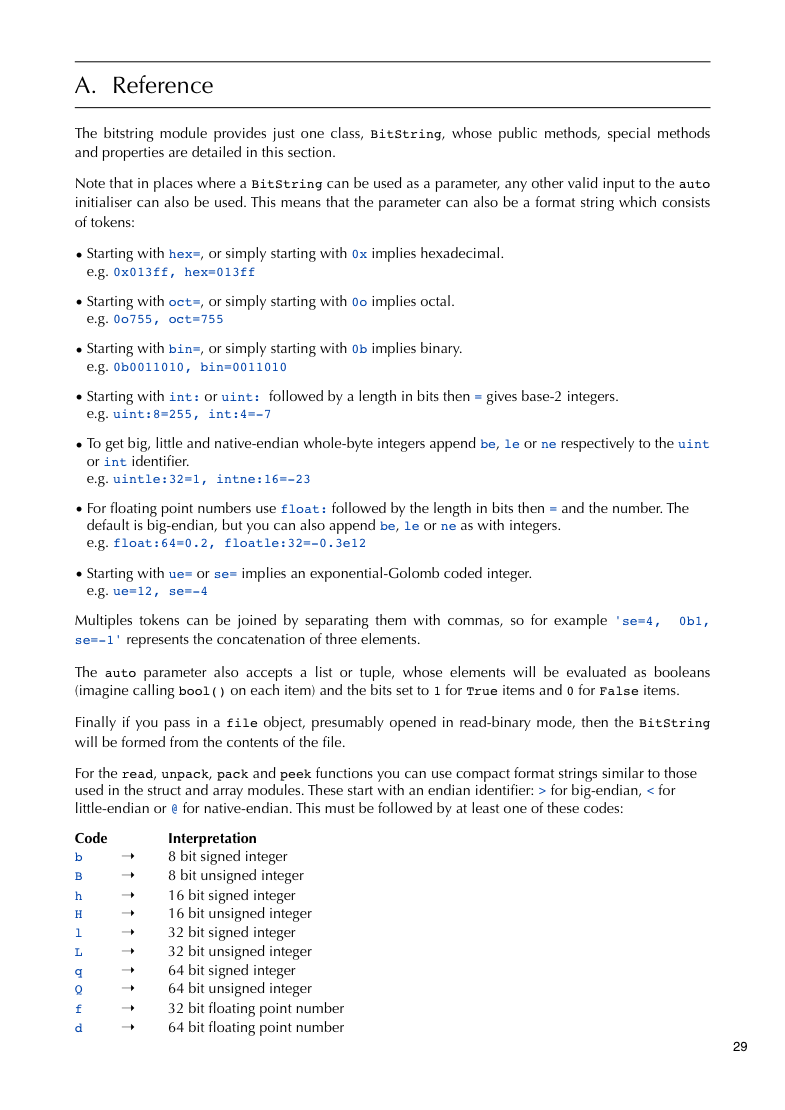 A. Reference
The bitstring module provides just one class, BitString, whose public methods, special methods
and properties are detailed in this section.
Note that in places where a BitString can be used as a parameter, any other valid input to the auto
initialiser can also be used. This means that the parameter can also be a format string which consists
of tokens:
• Starting with hex=, or simply starting with 0x implies hexadecimal.
e.g. 0x013ff, hex=013ff
• Starting with oct=, or simply starting with 0o implies octal.
e.g. 0o755, oct=755
• Starting with bin=, or simply starting with 0b implies binary.
e.g. 0b0011010, bin=0011010
• Starting with int: or uint: followed by a length in bits then = gives base-2 integers.
e.g. uint:8=255, int:4=-7
• To get big, little and native-endian whole-byte integers append be, le or ne respectively to the uint
or int identifier.
e.g. uintle:32=1, intne:16=-23
• For floating point numbers use float: followed by the length in bits then = and the number. The
default is big-endian, but you can also append be, le or ne as with integers.
e.g. float:64=0.2, floatle:32=-0.3e12
• Starting with ue= or se= implies an exponential-Golomb coded integer.
e.g. ue=12, se=-4
Multiples tokens can be joined by separating them with commas, so for example 'se=4, 0b1,
se=-1' represents the concatenation of three elements.
The auto parameter also accepts a list or tuple, whose elements will be evaluated as booleans
(imagine calling bool() on each item) and the bits set to 1 for True items and 0 for False items.
Finally if you pass in a file object, presumably opened in read-binary mode, then the BitString
will be formed from the contents of the file.
For the read, unpack, pack and peek functions you can use compact format strings similar to those
used in the struct and array modules. These start with an endian identifier: > for big-endian, < for
little-endian or @ for native-endian. This must be followed by at least one of these codes:
Code Interpretation
b → 8 bit signed integer
B → 8 bit unsigned integer
h → 16 bit signed integer
H → 16 bit unsigned integer
l → 32 bit signed integer
L → 32 bit unsigned integer
q → 64 bit signed integer
Q → 64 bit unsigned integer
f → 32 bit floating point number
d → 64 bit floating point number
29